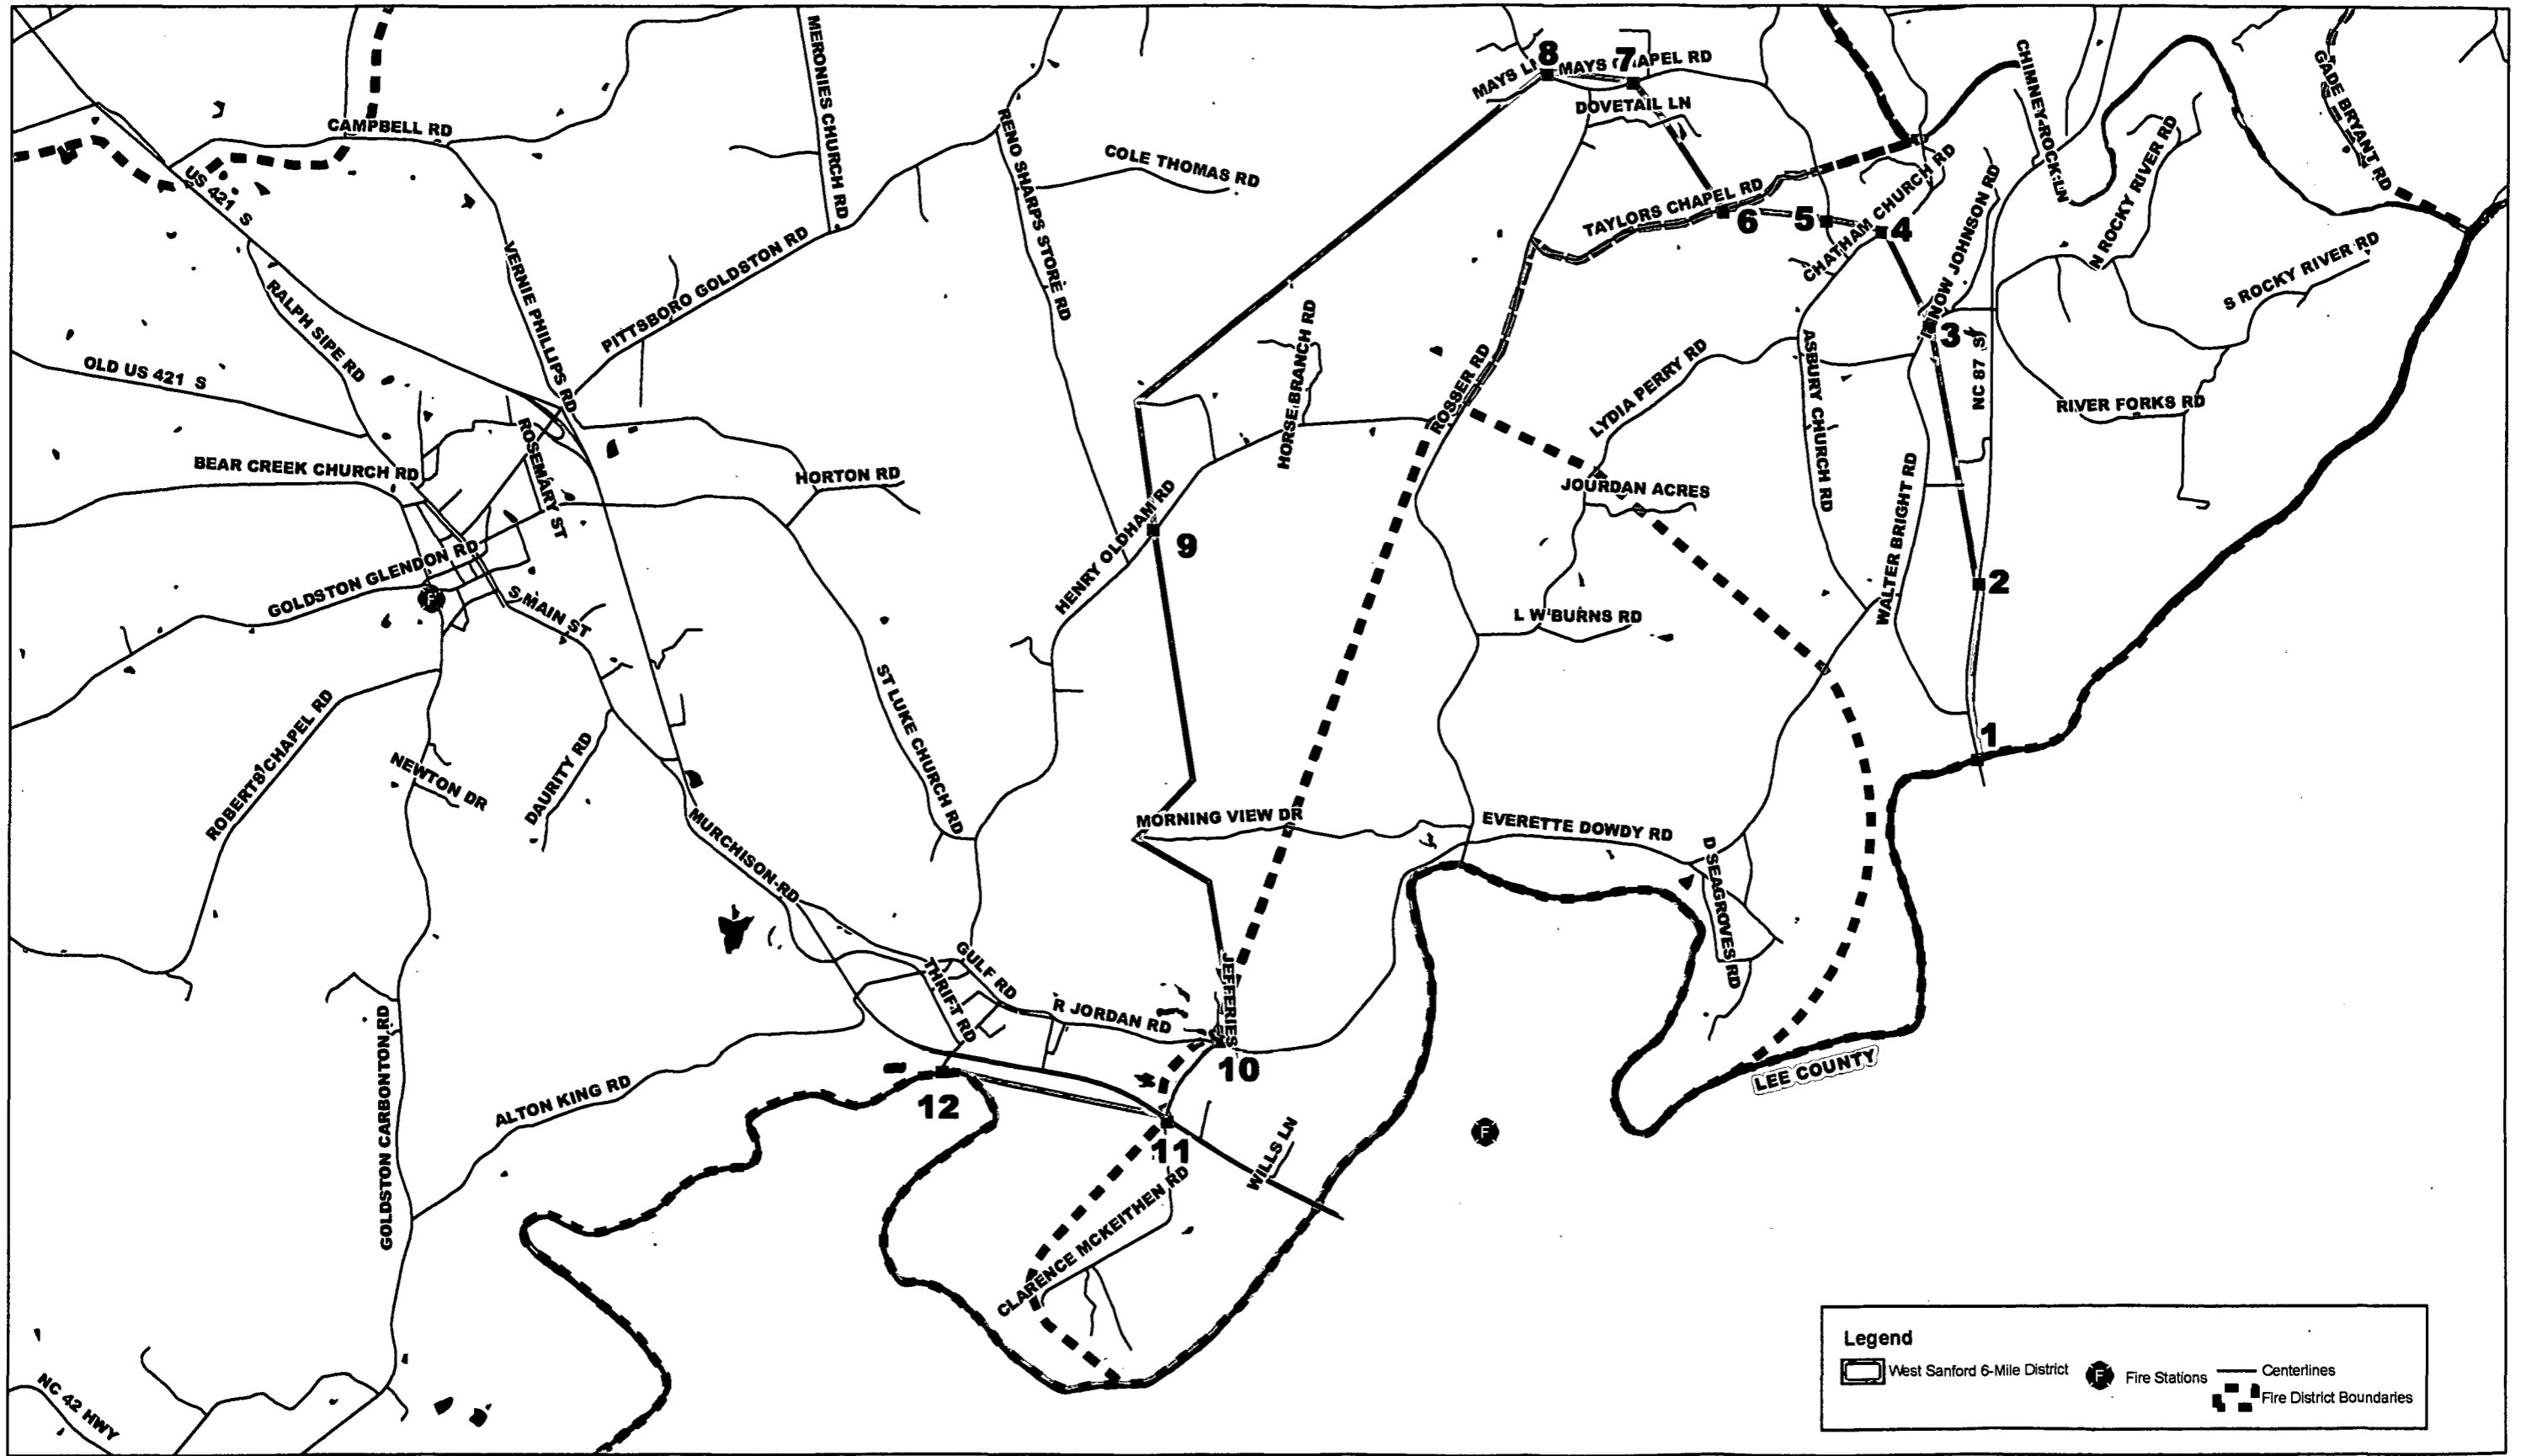 MERONIES CHURCH RD
CHIMNEY ROCK LN
GADE BRYANT RD
8
7
MAYS CHAPEL RD
DOVETAIL LN
CAMPBELL RD
RENO SHARPS STORE RD
COLE THOMAS RD
US 421 S
TAYLORS CHAPEL RD
6
5
4
CHATHAM CHURCH RD
N ROCKY RIVER RD
S ROCKY RIVER RD
VERNIE PHILLIPS RD
PITTSBORO GOLDSTON RD
RALPH SIPE RD
3
NC 87 S
OLD US 421 S
HORSE BRANCH RD
ROSSER RD
LYDIA PERRY RD
ASBURY CHURCH RD
RIVER FORKS RD
BEAR CREEK CHURCH RD
ROSEMARY ST
HORTON RD
JOURDAN ACRES
WALTER BRIGHT RD
HENRY OLDHAM RD
9
2
GOLDSTON GLENDON RD
F
S MAIN ST
L W BURNS RD
ST LUKE CHURCH RD
1
ROBERTS CHAPEL RD
NEWTON DR
DAURITY RD
MURCHISON RD
MORNING VIEW DR
EVERETTE DOWDY RD
D SEAGROVES RD
GULF RD
THRIFT RD
R JORDAN RD
JEFFERIES
10
GOLDSTON CARBONTON RD
ALTON KING RD
12
11
WILLS LN
F
LEE COUNTY
CLARENCE MCKEITHEN RD
NC 42 HWY
Legend
West Sanford 6-Mile District
F
Fire Stations
Centerlines
Fire District Boundaries